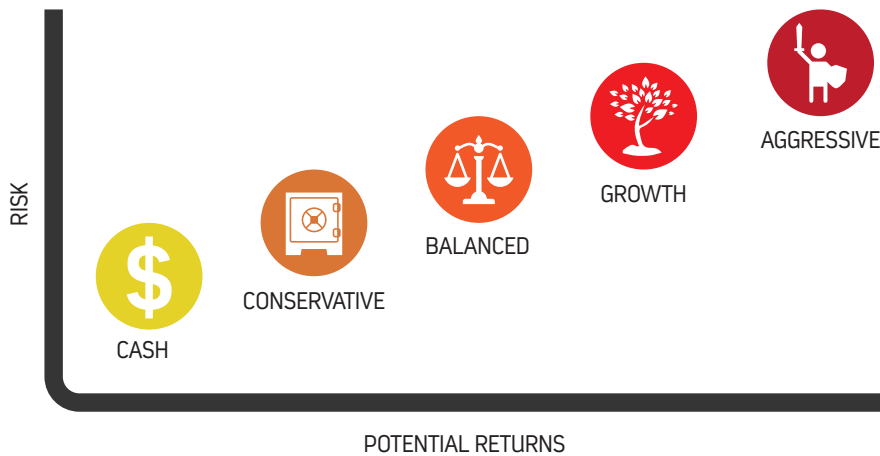 AGGRESSIVE
GROWTH
RISK
BALANCED
CONSERVATIVE
$
CASH
POTENTIAL RETURNS